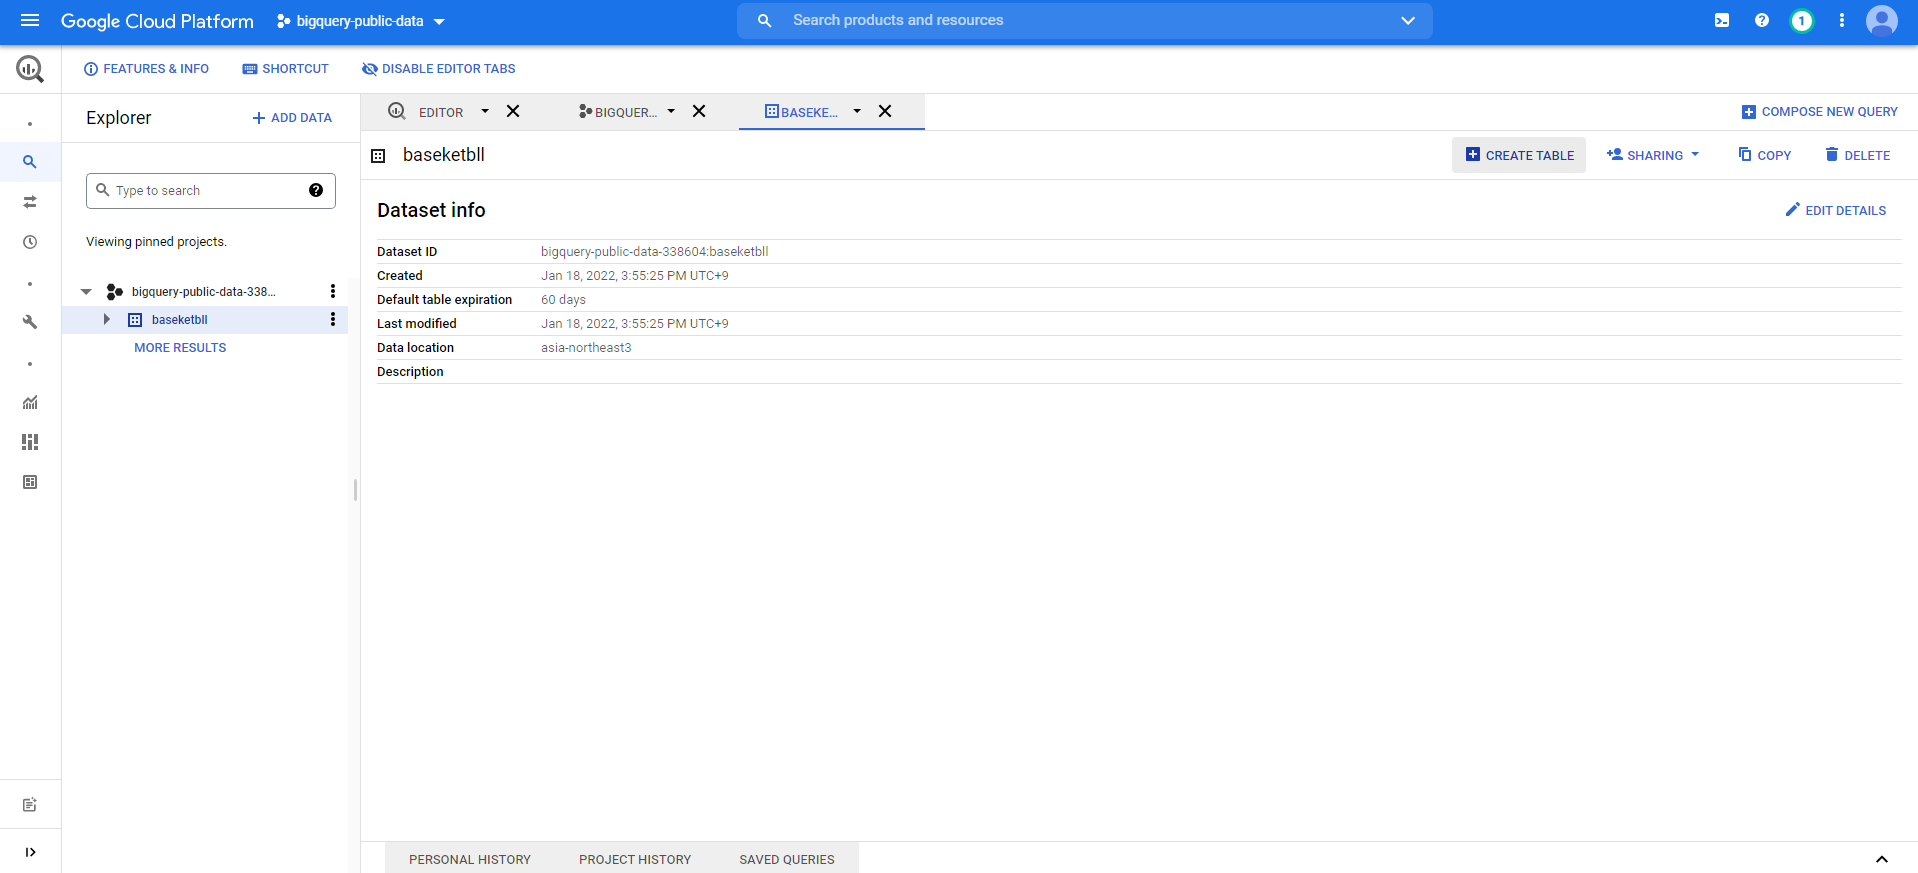 Google Cloud Platform
bigquery-public-data
Search products and resources
1
FEATURES & INFO
SHORTCUT
DISABLE EDITOR TABS
Explorer
ADD DATA
EDITOR
BIGQUER...
BASEKE...
COMPOSE NEW QUERY
baseketbll
CREATE TABLE
SHARING
COPY
DELETE
Type to search
Viewing pinned projects.
bigquery-public-data-338...
baseketbll
MORE RESULTS
Dataset info
EDIT DETAILS
Dataset ID bigquery-public-data-338604:baseketbll
Created Jan 18, 2022, 3:55:25 PM UTC+9
Default table expiration 60 days
Last modified Jan 18, 2022, 3:55:25 PM UTC+9
Data location asia-northeast3
Description
PERSONAL HISTORY
PROJECT HISTORY
SAVED QUERIES